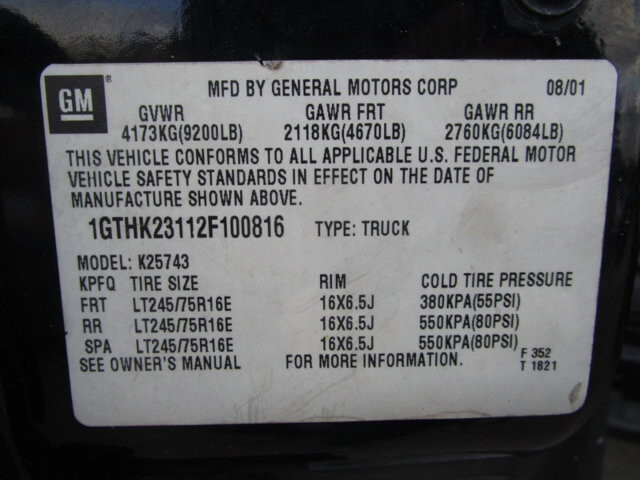 GM ® MFD BY GENERAL MOTORS CORP 08/01
GVWR GAWR FRT GAWR RR
4173KG(9200LB) 2118KG(4670LB) 2760KG(6084LB)
THIS VEHICLE CONFORMS TO ALL APPLICABLE U.S. FEDERAL MOTOR
VEHICLE SAFETY STANDARDS IN EFFECT ON THE DATE OF
MANUFACTURE SHOWN ABOVE.
1GTHK23112F100816 TYPE: TRUCK
MODEL: K25743
KPFQ TIRE SIZE RIM COLD TIRE PRESSURE
FRT LT245/75R16E 16X6.5J 380KPA(55PSI)
RR LT245/75R16E 16X6.5J 550KPA(80PSI)
SPA LT245/75R16E 16X6.5J 550KPA(80PSI)
SEE OWNER'S MANUAL FOR MORE INFORMATION. F 352
T 1821